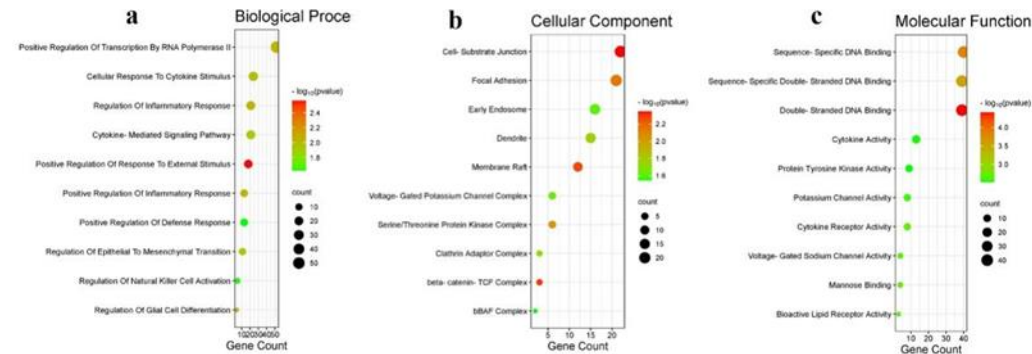 a
Biological Proce
Positive Regulation Of Transcription By RNA Polymerase II
Cellular Response To Cytokine Stimulus
Regulation Of Inflammatory Response
Cytokine- Mediated Signaling Pathway
Positive Regulation Of Response To External Stimulus
Positive Regulation Of Inflammatory Response
Positive Regulation Of Defense Response
Regulation Of Epithelial To Mesenchymal Transition
Regulation Of Natural Killer Cell Activation
Regulation Of Glial Cell Differentiation
1020304050
Gene Count
- log10(pvalue)
2.4
2.2
2.0
1.8
count
10
20
30
40
50
b
Cellular Component
Cell- Substrate Junction
Focal Adhesion
Early Endosome
Dendrite
Membrane Raft
Voltage- Gated Potassium Channel Complex
Serine/Threonine Protein Kinase Complex
Clathrin Adaptor Complex
beta- catenin- TCF Complex
bBAF Complex
5 10 15 20
Gene Count
- log10(pvalue)
2.2
2.0
1.8
1.6
count
5
10
15
20
c
Molecular Function
Sequence- Specific DNA Binding
Sequence- Specific Double- Stranded DNA Binding
Double- Stranded DNA Binding
Cytokine Activity
Protein Tyrosine Kinase Activity
Potassium Channel Activity
Cytokine Receptor Activity
Voltage- Gated Sodium Channel Activity
Mannose Binding
Bioactive Lipid Receptor Activity
10 20 30 40
Gene Count
- log10(pvalue)
4.0
3.5
3.0
count
10
20
30
40